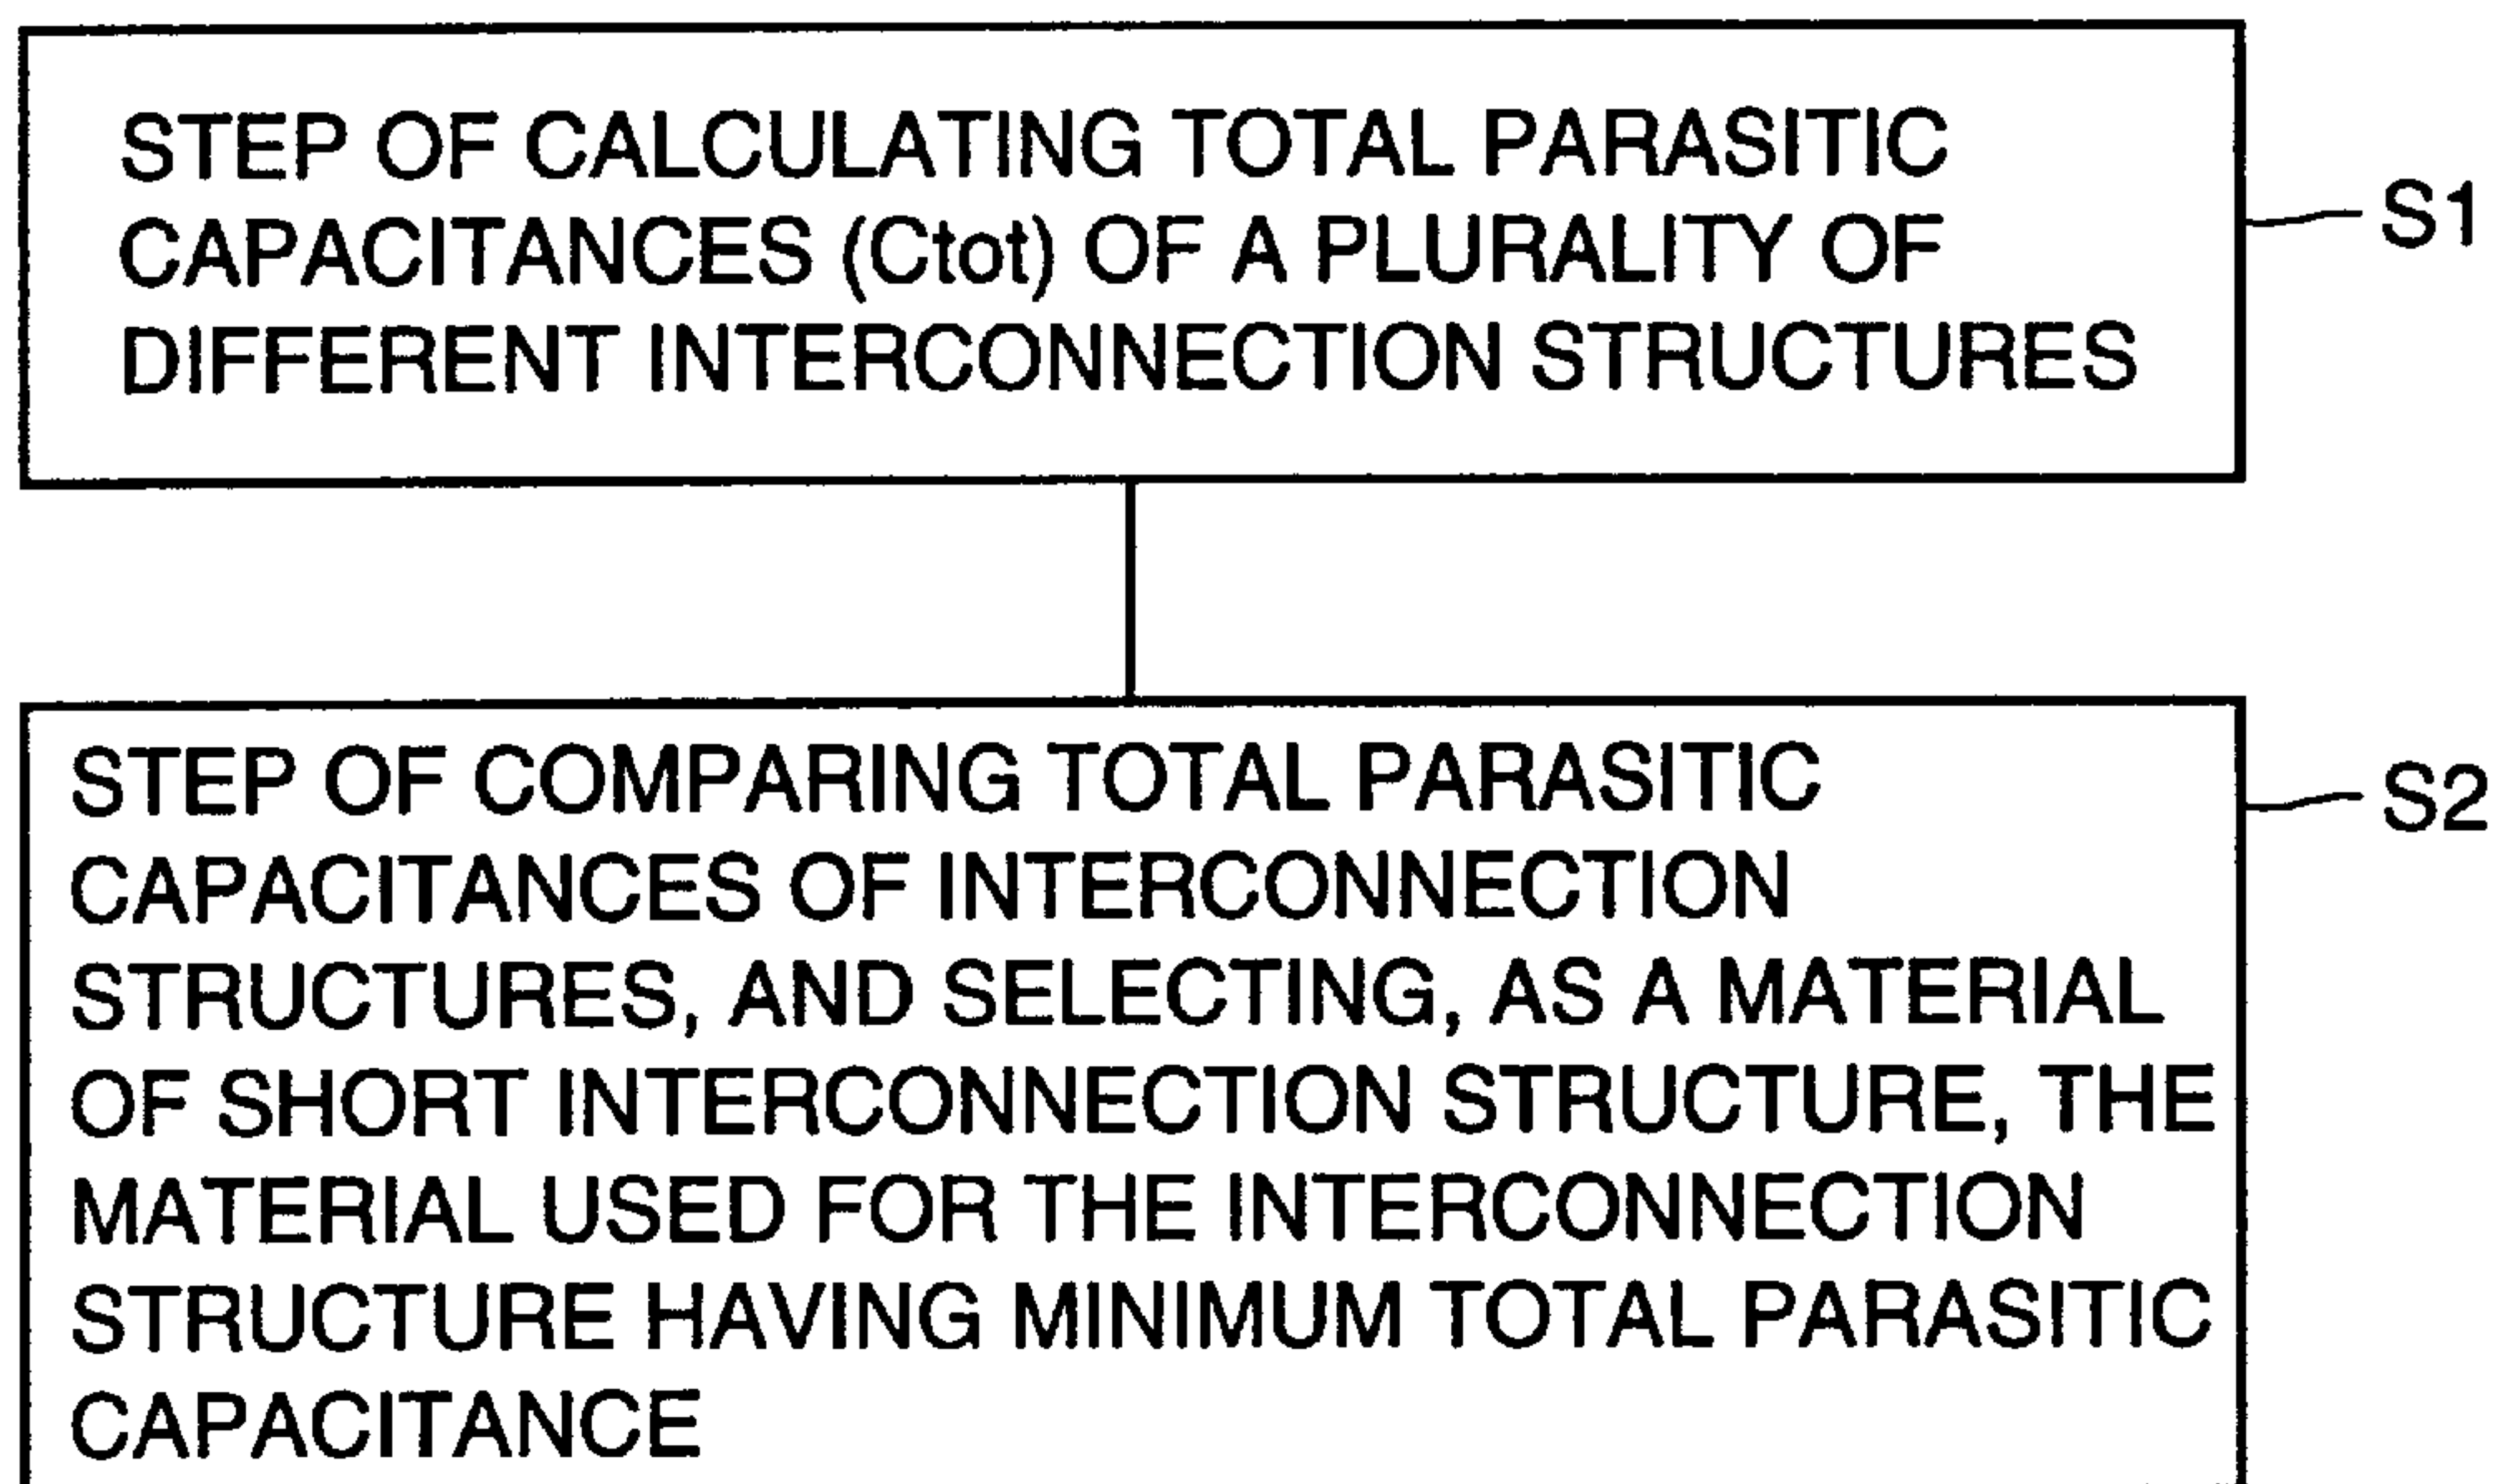 STEP OF CALCULATING TOTAL PARASITIC
CAPACITANCES (Ctot) OF A PLURALITY OF
DIFFERENT INTERCONNECTION STRUCTURES
S1
STEP OF COMPARING TOTAL PARASITIC
CAPACITANCES OF INTERCONNECTION
STRUCTURES, AND SELECTING, AS A MATERIAL
OF SHORT INTERCONNECTION STRUCTURE, THE
MATERIAL USED FOR THE INTERCONNECTION
STRUCTURE HAVING MINIMUM TOTAL PARASITIC
CAPACITANCE
S2